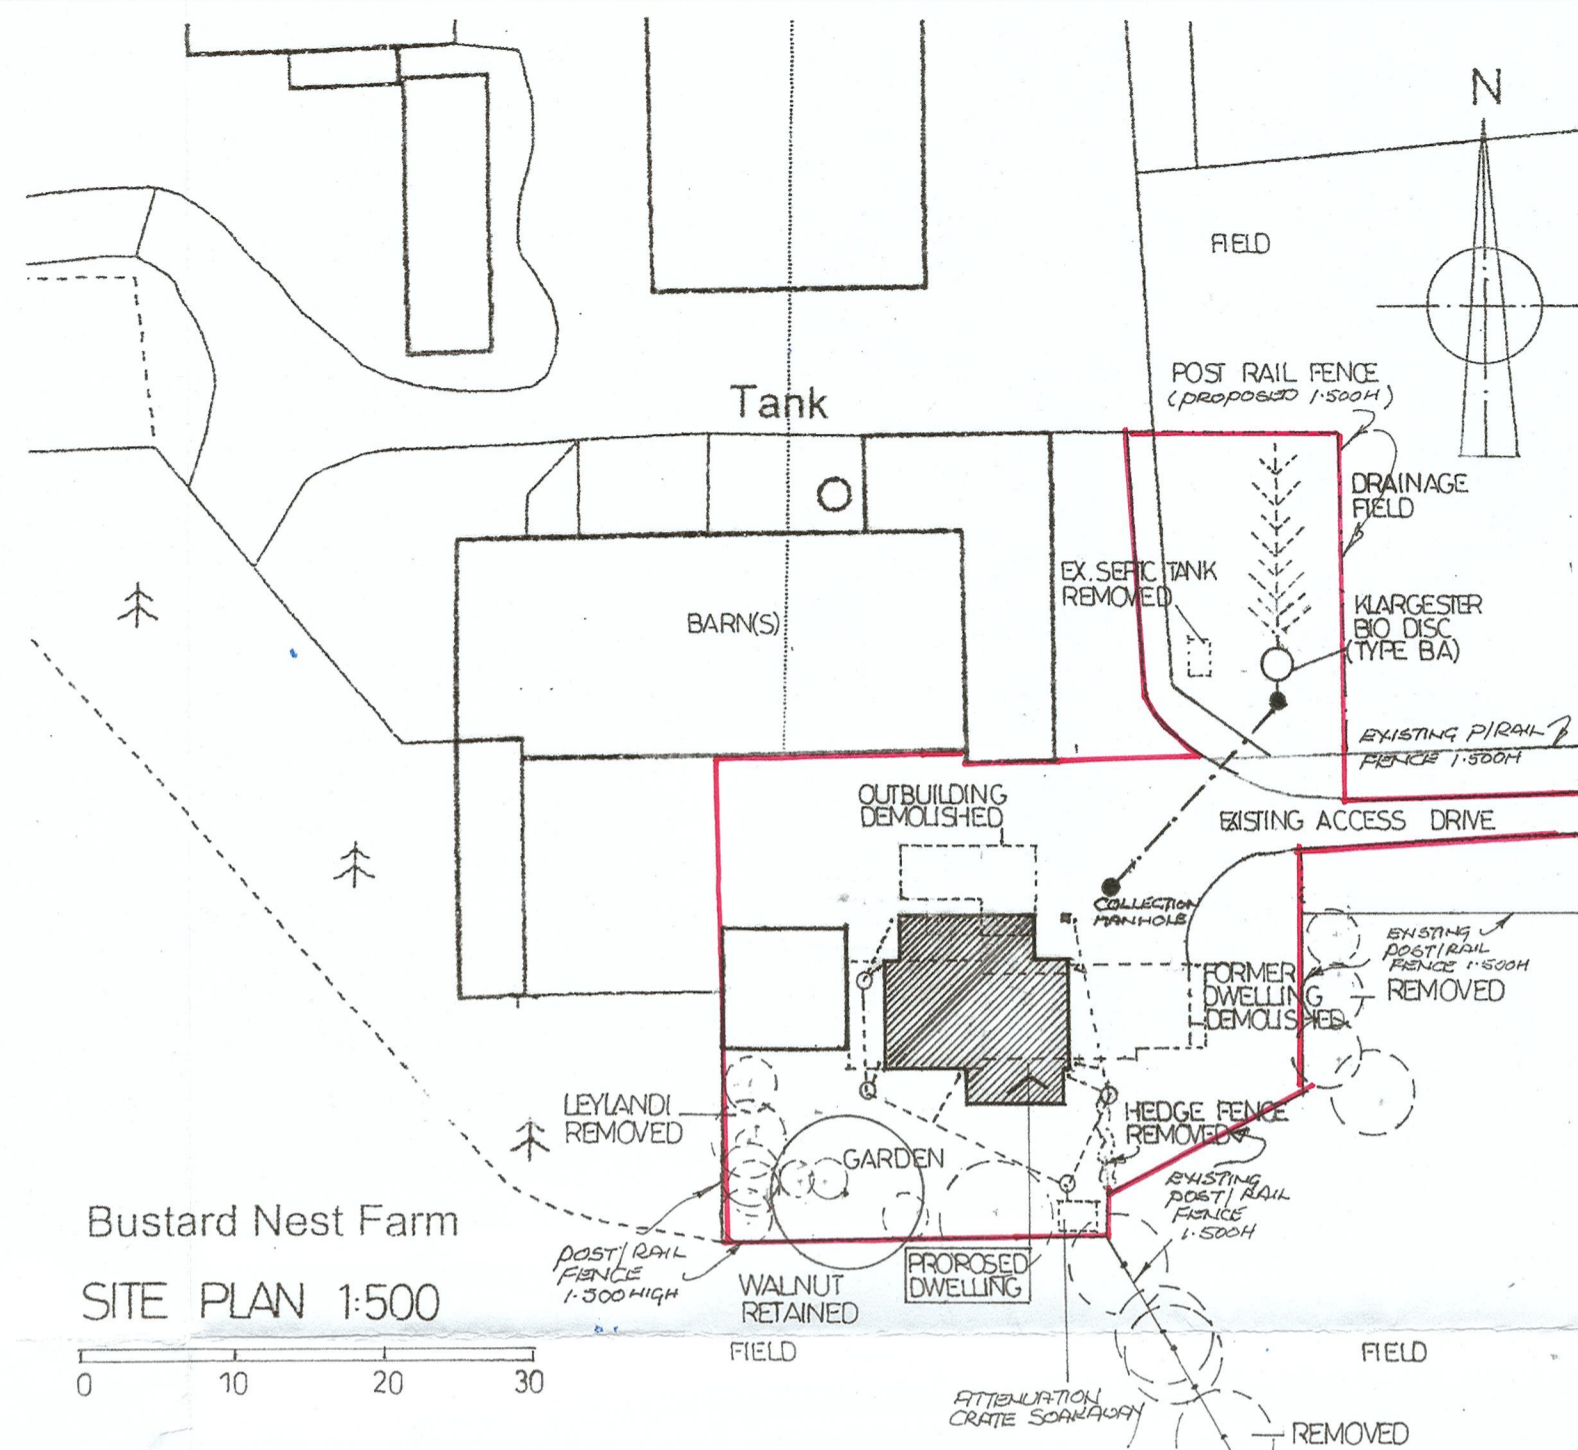 N
FIELD
POST RAIL FENCE
(PROPOSED 1·500H)
Tank
DRAINAGE
FIELD
EX. SEPTIC TANK
REMOVED
KLARGESTER
BIO DISC
(TYPE BA)
BARN(S)
EXISTING P/RAIL
FENCE 1·500H
OUTBUILDING
DEMOLISHED
EXISTING ACCESS DRIVE
COLLECTION
MANHOLE
EXISTING
POST/RAIL
FENCE 1·500H
REMOVED
FORMER
DWELLING
DEMOLISHED
LEYLANDI
REMOVED
HEDGE FENCE
REMOVED
GARDEN
EXISTING
POST/RAIL
FENCE
1·500H
Bustard Nest Farm
POST/RAIL
FENCE
1·500 HIGH
PROPOSED
DWELLING
WALNUT
RETAINED
SITE PLAN 1:500
FIELD
FIELD
0 10 20 30
ATTENUATION
CRATE SOAKAWAY
REMOVED